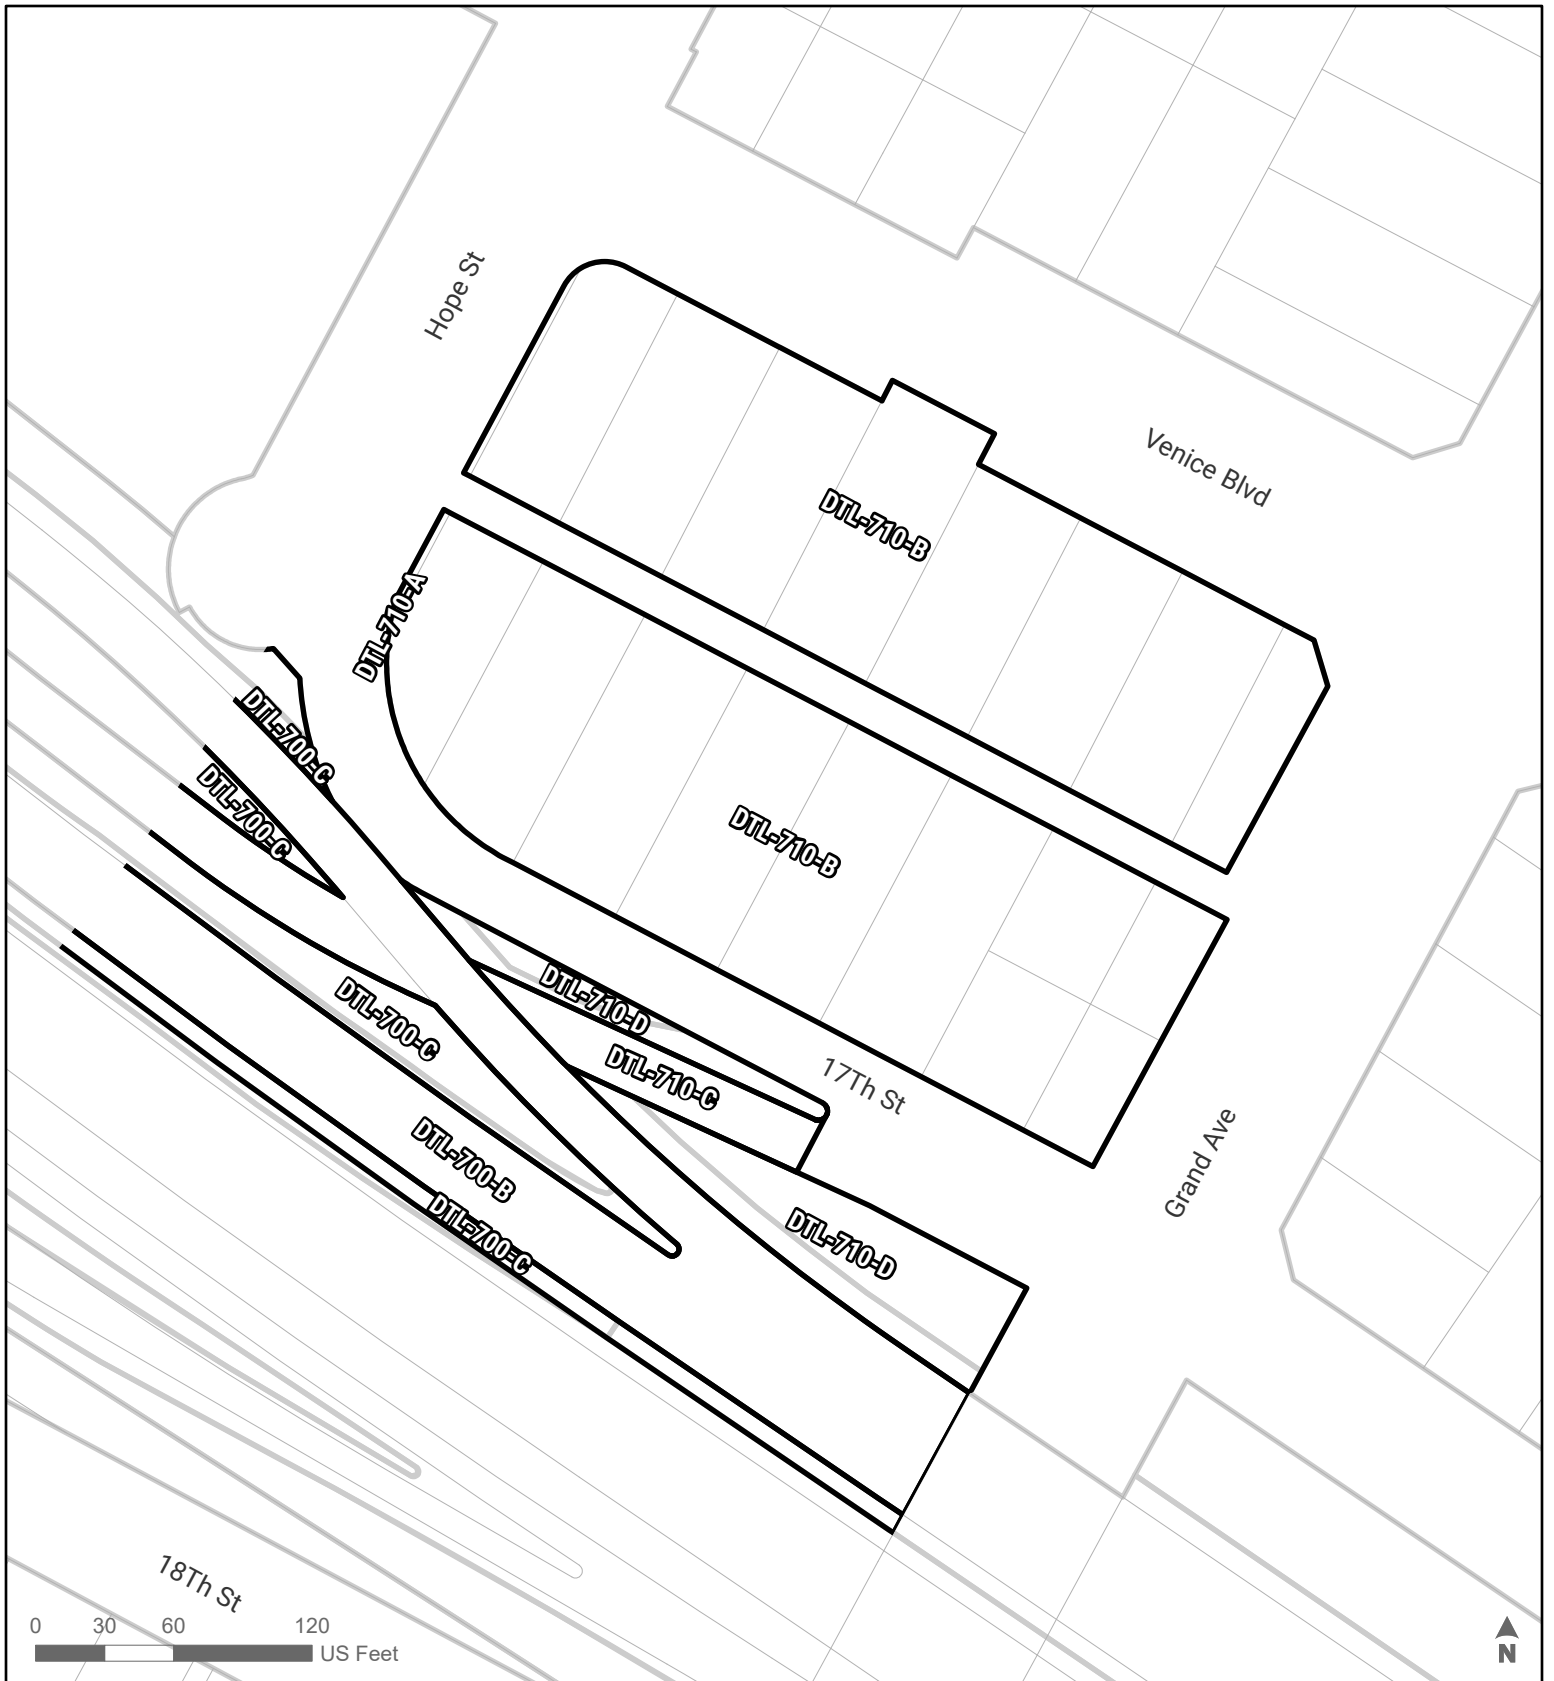 Hope St
Venice Blvd
DTL-710-B
DTL-710-A
DTL-700-C
DTL-700-C
DTL-710-B
DTL-710-D
DTL-700-C
DTL-710-C
17Th St
DTL-700-B
Grand Ave
DTL-700-C
DTL-710-D
18Th St
0 30 60 120
US Feet
N